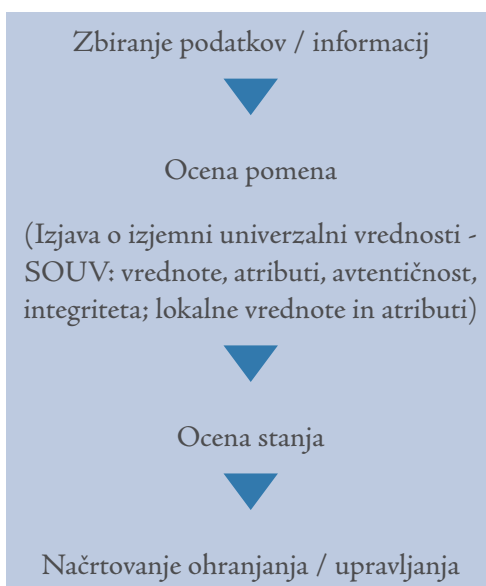 Zbiranje podatkov / informacij
Ocena pomena
(Izjava o izjemni univerzalni vrednosti -
SOUV: vrednote, atributi, avtentičnost,
integriteta; lokalne vrednote in atributi)
Ocena stanja
Načrtovanje ohranjanja / upravljanja